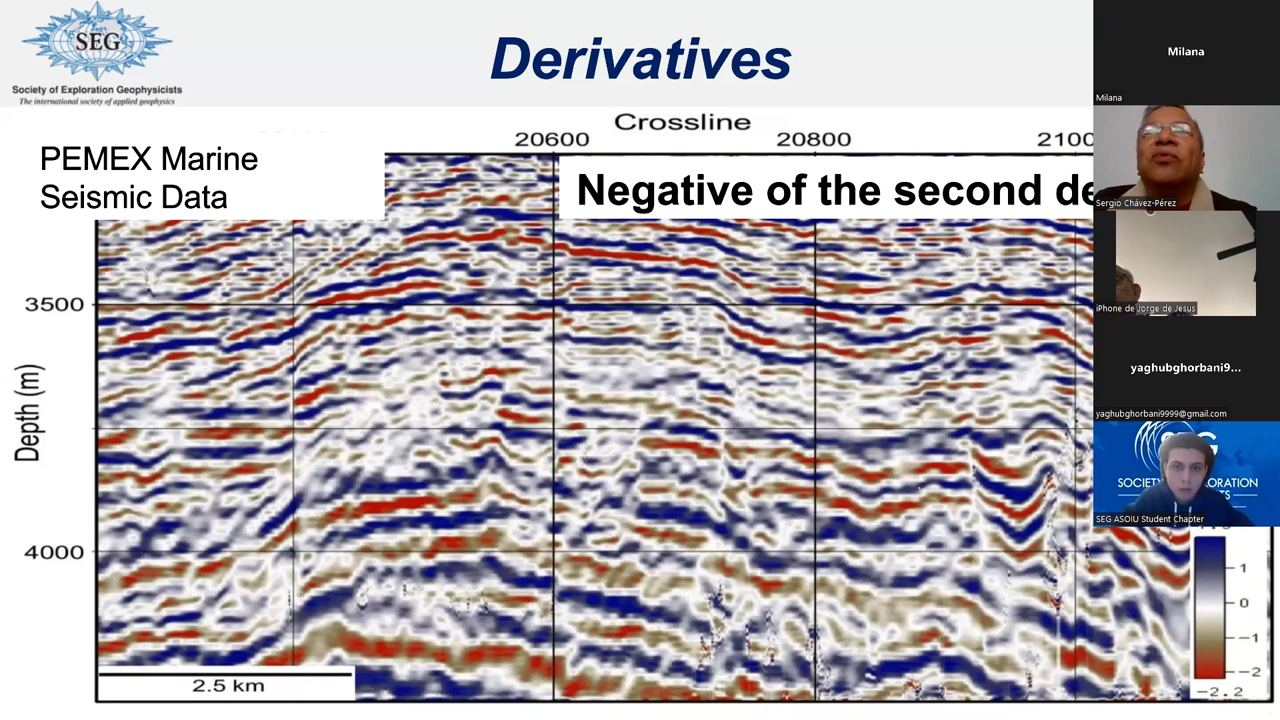 SEG
Society of Exploration Geophysicists
The international society of applied geophysics
Derivatives
PEMEX Marine
Seismic Data
Crossline
20600
20800
2100
Negative of the second de
Depth (m)
3500
4000
2.5 km
1
0
−1
−2
−2.2
Milana
Milana
Sergio Chávez-Pérez
iPhone de Jorge de Jesus
yaghubghorbani9...
yaghubghorbani9999@gmail.com
SEG ASOIU Student Chapter